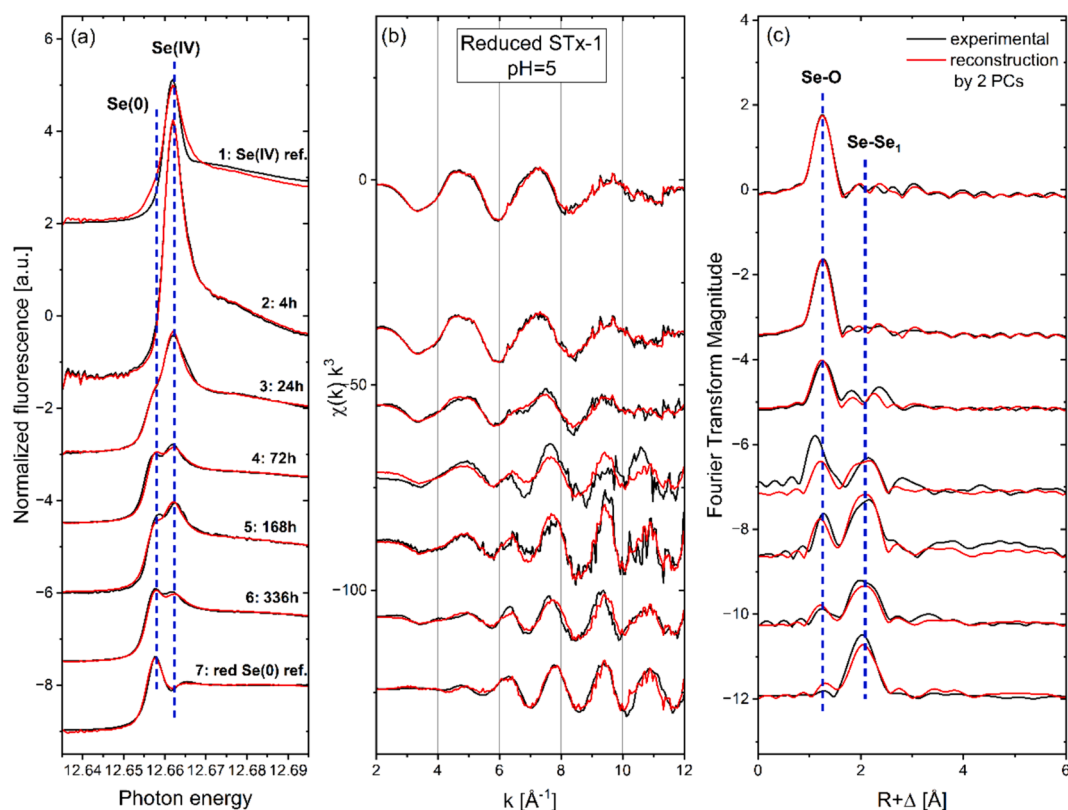 (a)
Se(IV)
Se(0)
1: Se(IV) ref.
2: 4h
3: 24h
4: 72h
5: 168h
6: 336h
7: red Se(0) ref.
6
4
2
0
−2
−4
−6
−8
Normalized fluorescence [a.u.]
12.64 12.65 12.66 12.67 12.68 12.69
Photon energy
(b)
Reduced STx-1
pH=5
0
−50
−100
χ(k) k³
2 4 6 8 10 12
k [Å⁻¹]
(c)
experimental
reconstruction
by 2 PCs
Se-O
Se-Se₁
4
2
0
−2
−4
−6
−8
−10
−12
Fourier Transform Magnitude
0 2 4 6
R+Δ [Å]